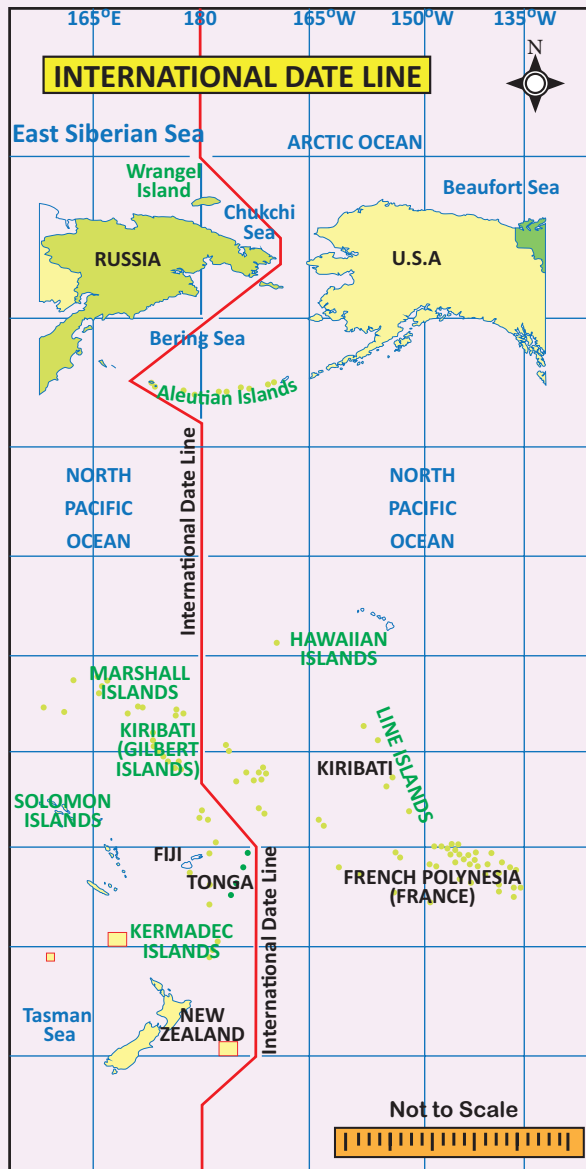 165°E 180 165°W 150°W 135°W
N
INTERNATIONAL DATE LINE
East Siberian Sea
ARCTIC OCEAN
Wrangel
Island
Beaufort Sea
Chukchi
Sea
RUSSIA
U.S.A
Bering Sea
Aleutian Islands
International Date Line
NORTH
PACIFIC
OCEAN
NORTH
PACIFIC
OCEAN
HAWAIIAN
ISLANDS
MARSHALL
ISLANDS
KIRIBATI
(GILBERT
ISLANDS)
LINE ISLANDS
KIRIBATI
SOLOMON
ISLANDS
FIJI
TONGA
FRENCH POLYNESIA
(FRANCE)
KERMADEC
ISLANDS
International Date Line
Tasman
Sea
NEW
ZEALAND
Not to Scale